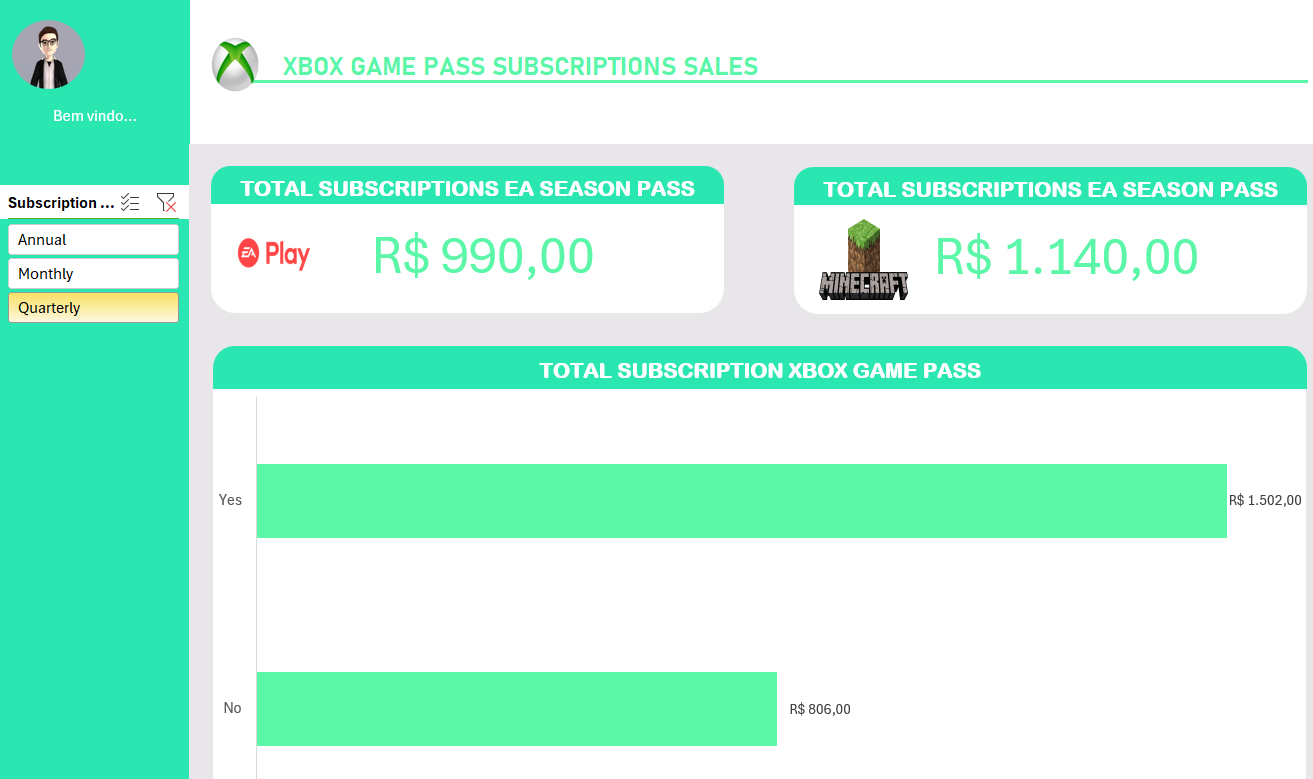 Bem vindo...
XBOX GAME PASS SUBSCRIPTIONS SALES
Subscription ...
Annual
Monthly
Quarterly
TOTAL SUBSCRIPTIONS EA SEASON PASS
EA Play
R$ 990,00
TOTAL SUBSCRIPTIONS EA SEASON PASS
MINECRAFT
R$ 1.140,00
TOTAL SUBSCRIPTION XBOX GAME PASS
Yes
R$ 1.502,00
No
R$ 806,00